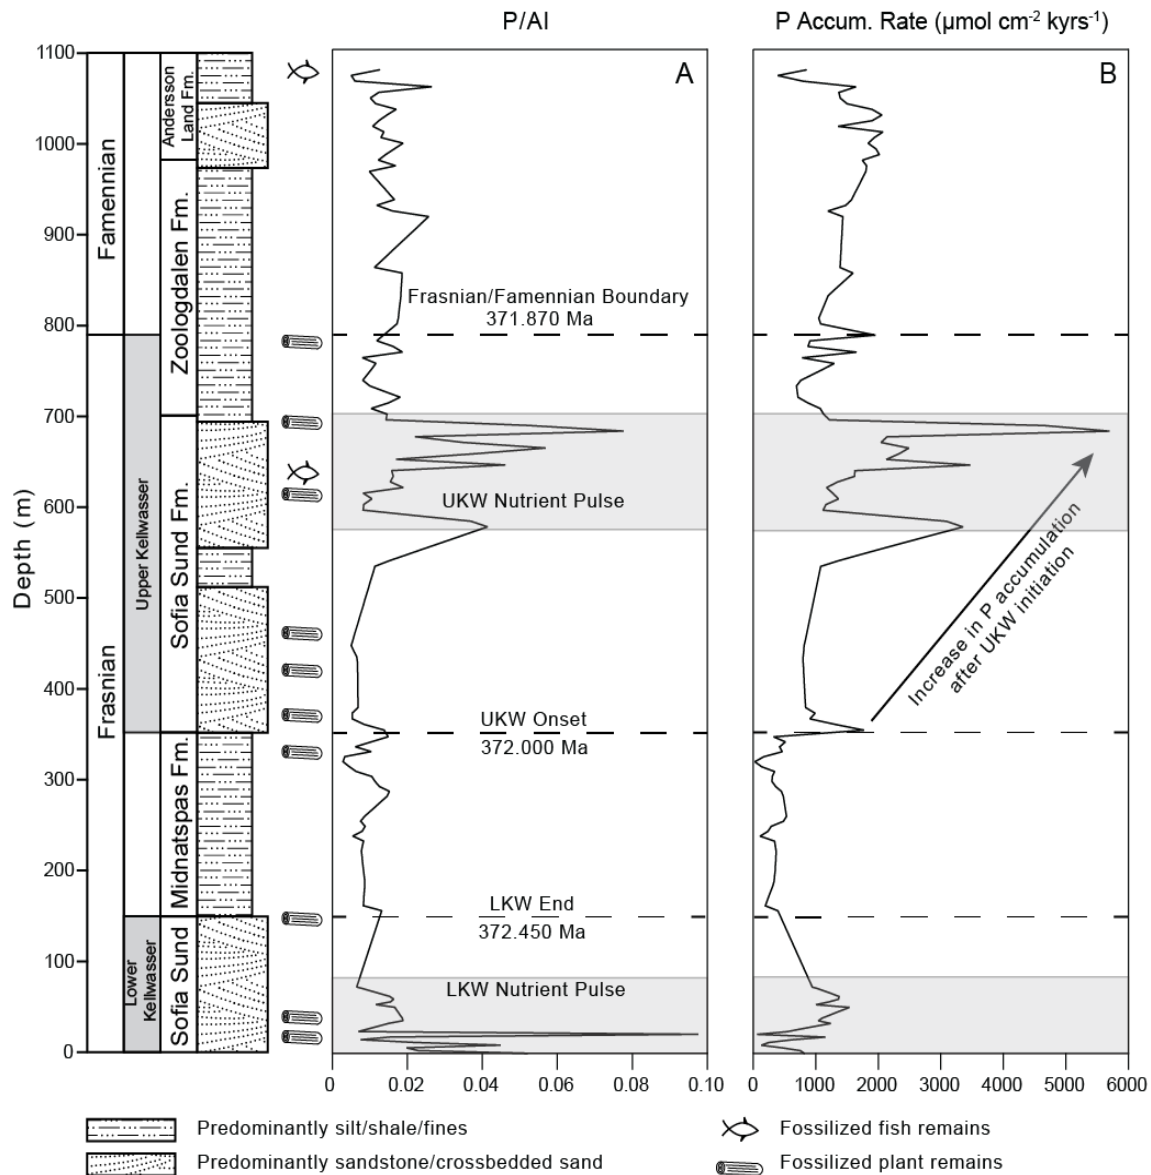 P/Al
P Accum. Rate (μmol cm⁻² kyrs⁻¹)
A
B
Depth (m)
1100
1000
900
800
700
600
500
400
300
200
100
0
Famennian
Frasnian
Upper Kellwasser
Lower
Kellwasser
Andersson
Land Fm.
Zoologdalen Fm.
Sofia Sund Fm.
Midnatspas Fm.
Sofia Sund
Frasnian/Famennian Boundary
371.870 Ma
UKW Nutrient Pulse
UKW Onset
372.000 Ma
LKW End
372.450 Ma
LKW Nutrient Pulse
Increase in P accumulation
after UKW initiation
0
0.02
0.04
0.06
0.08
0.10
0
1000
2000
3000
4000
5000
6000
Predominantly silt/shale/fines
Fossilized fish remains
Predominantly sandstone/crossbedded sand
Fossilized plant remains